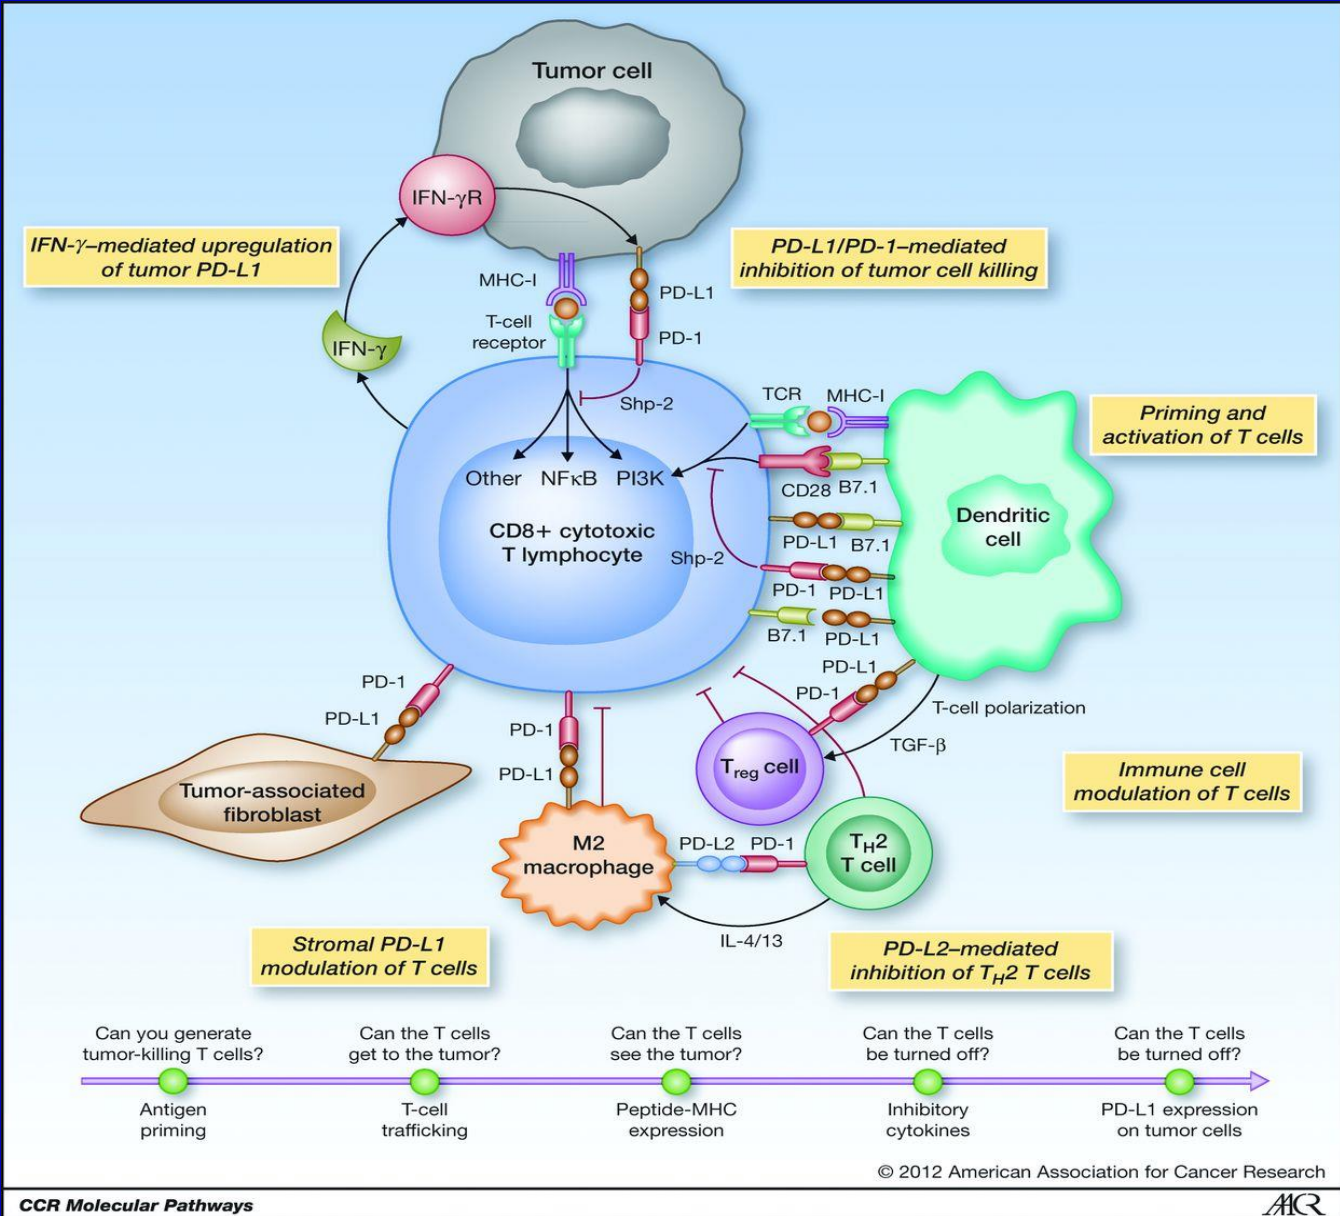 Tumor cell
IFN-γR
IFN-γ–mediated upregulation
of tumor PD-L1
PD-L1/PD-1–mediated
inhibition of tumor cell killing
MHC-I
PD-L1
T-cell
receptor
PD-1
IFN-γ
Shp-2
TCR
MHC-I
Priming and
activation of T cells
Other
NFκB
PI3K
CD28
B7.1
CD8+ cytotoxic
T lymphocyte
Dendritic
cell
PD-L1
B7.1
Shp-2
PD-1
PD-L1
B7.1
PD-L1
PD-L1
PD-1
T-cell polarization
TGF-β
PD-1
PD-L1
PD-1
PD-L1
Treg cell
Immune cell
modulation of T cells
Tumor-associated
fibroblast
M2
macrophage
PD-L2
PD-1
TH2
T cell
IL-4/13
Stromal PD-L1
modulation of T cells
PD-L2–mediated
inhibition of TH2 T cells
Can you generate
tumor-killing T cells?
Can the T cells
get to the tumor?
Can the T cells
see the tumor?
Can the T cells
be turned off?
Can the T cells
be turned off?
Antigen
priming
T-cell
trafficking
Peptide-MHC
expression
Inhibitory
cytokines
PD-L1 expression
on tumor cells
© 2012 American Association for Cancer Research
CCR Molecular Pathways
AACR